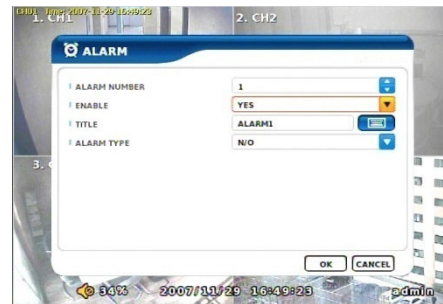 1. CH1
CH01 Time: 2007-11-29 16:49:23
2. CH2
ALARM
ALARM NUMBER 1
ENABLE YES
TITLE ALARM1
ALARM TYPE N/O
3.
OK CANCEL
34% 2007/11/29 16:49:23 admin